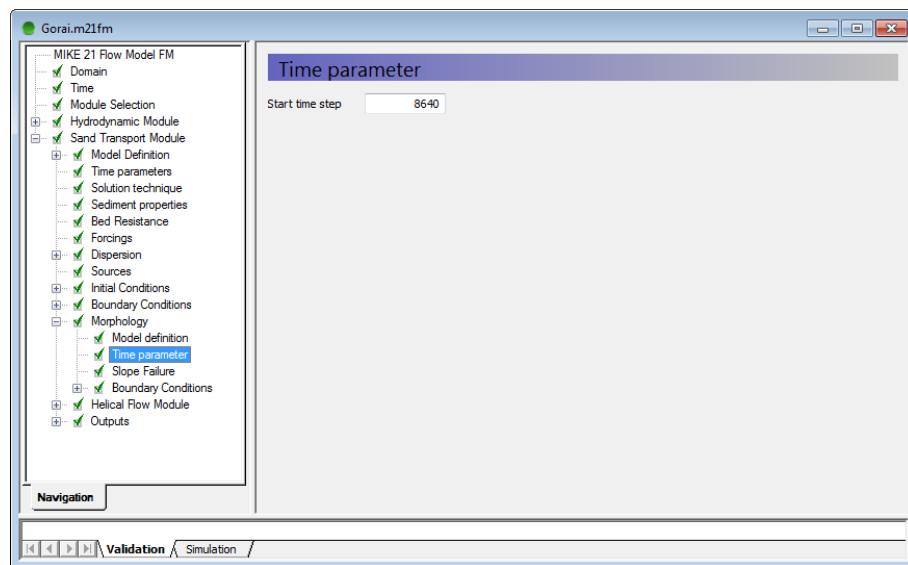 Gorai.m21fm
MIKE 21 Flow Model FM
Domain
Time
Module Selection
Hydrodynamic Module
Sand Transport Module
Model Definition
Time parameters
Solution technique
Sediment properties
Bed Resistance
Forcings
Dispersion
Sources
Initial Conditions
Boundary Conditions
Morphology
Model definition
Time parameter
Slope Failure
Boundary Conditions
Helical Flow Module
Outputs
Navigation
Time parameter
Start time step 8640
Validation Simulation